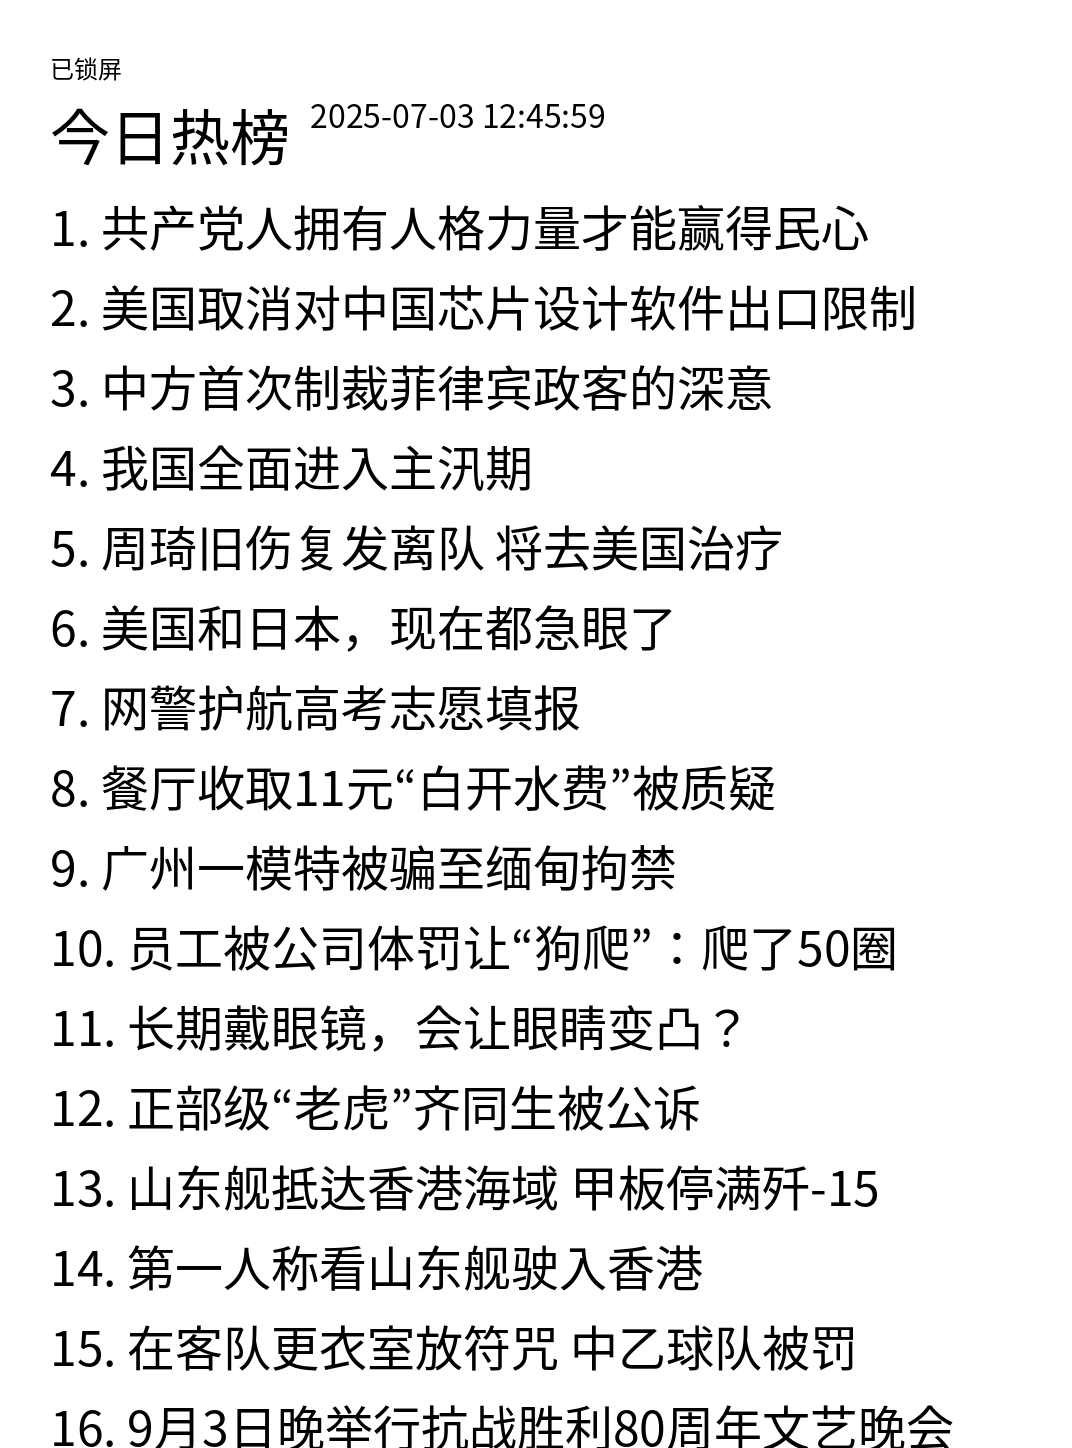 已锁屏
今日热榜 2025-07-03 12:45:59
1. 共产党人拥有人格力量才能赢得民心
2. 美国取消对中国芯片设计软件出口限制
3. 中方首次制裁菲律宾政客的深意
4. 我国全面进入主汛期
5. 周琦旧伤复发离队 将去美国治疗
6. 美国和日本，现在都急眼了
7. 网警护航高考志愿填报
8. 餐厅收取11元“白开水费”被质疑
9. 广州一模特被骗至缅甸拘禁
10. 员工被公司体罚让“狗爬”：爬了50圈
11. 长期戴眼镜，会让眼睛变凸？
12. 正部级“老虎”齐同生被公诉
13. 山东舰抵达香港海域 甲板停满歼-15
14. 第一人称看山东舰驶入香港
15. 在客队更衣室放符咒 中乙球队被罚
16. 9月3日晚举行抗战胜利80周年文艺晚会